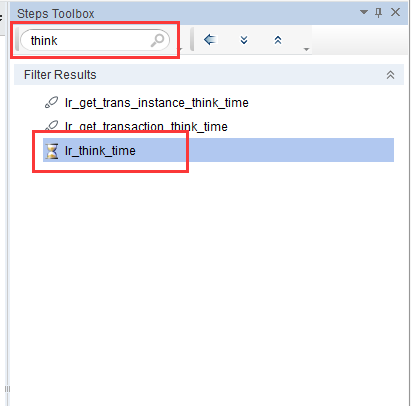 Steps Toolbox
think
Filter Results
lr_get_trans_instance_think_time
lr_get_transaction_think_time
lr_think_time